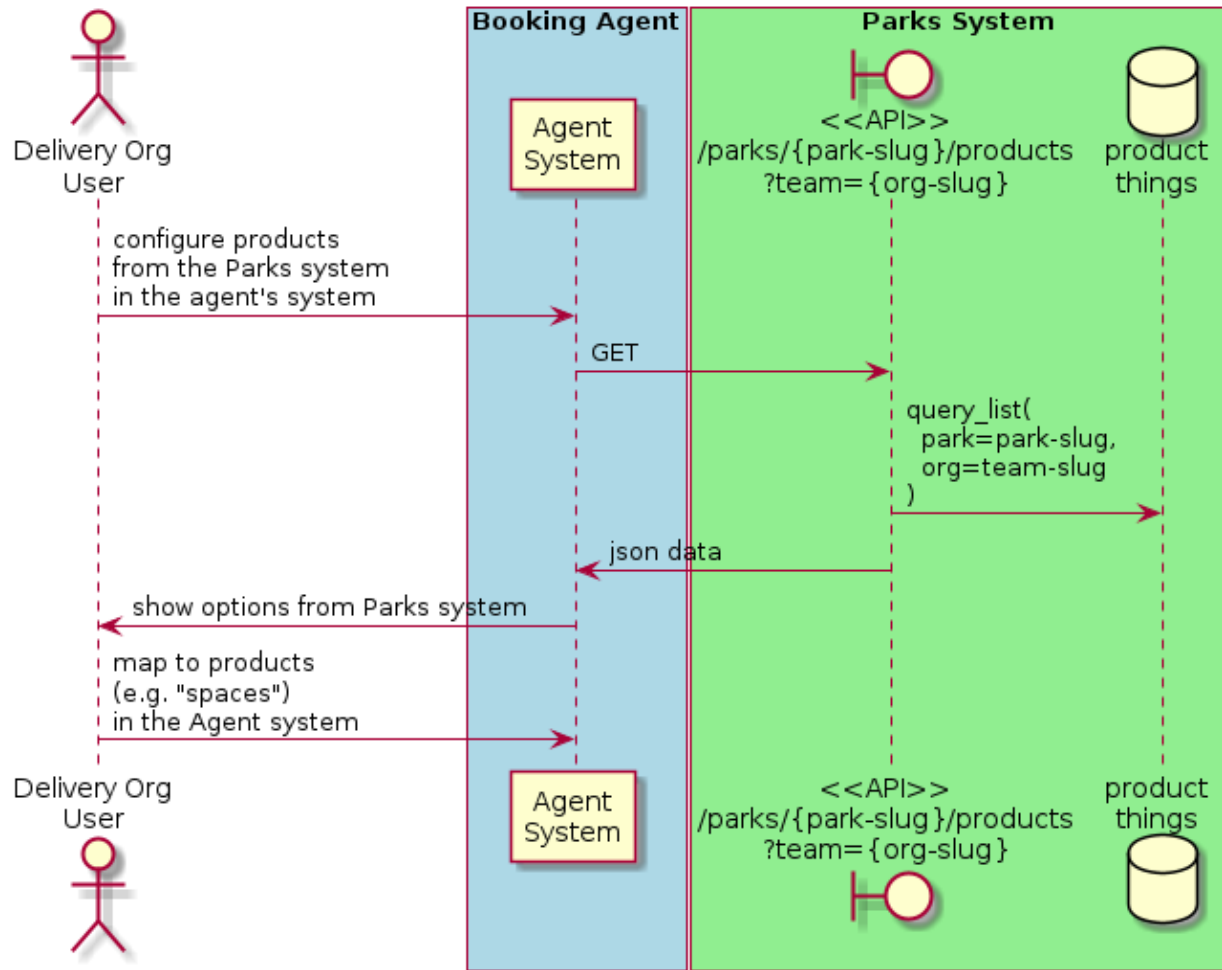 Booking Agent
Parks System
Delivery Org
User
Agent
System
<<API>>
/parks/{park-slug}/products
?team={org-slug}
product
things
configure products
from the Parks system
in the agent's system
GET
query_list(
  park=park-slug,
  org=team-slug
)
json data
show options from Parks system
map to products
(e.g. "spaces")
in the Agent system
Delivery Org
User
Agent
System
<<API>>
/parks/{park-slug}/products
?team={org-slug}
product
things